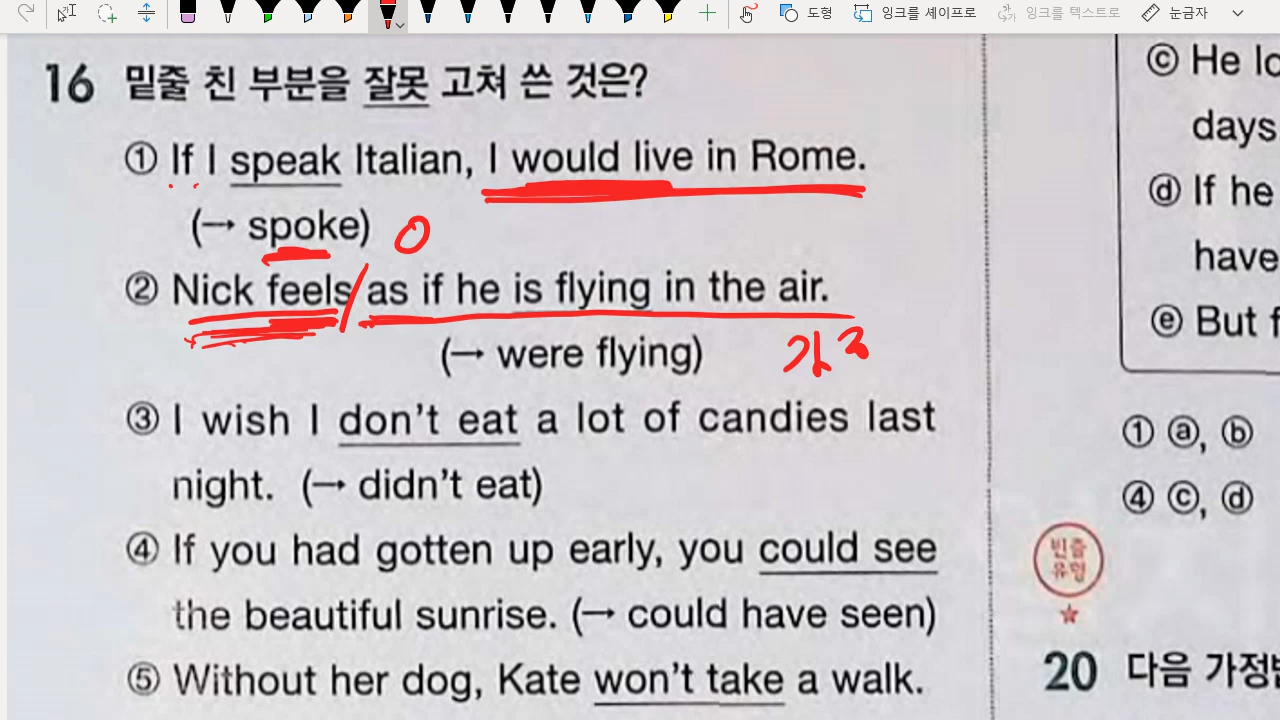 도형
잉크를 셰이프로
잉크를 텍스트로
눈금자
16 밑줄 친 부분을 잘못 고쳐 쓴 것은?
① If I speak Italian, I would live in Rome.
(→ spoke) O
② Nick feels / as if he is flying in the air.
(→ were flying)
③ I wish I don't eat a lot of candies last
night. (→ didn't eat)
④ If you had gotten up early, you could see
the beautiful sunrise. (→ could have seen)
⑤ Without her dog, Kate won't take a walk.
ⓒ He
days
ⓓ If he
have
ⓔ But
① ⓐ, ⓑ
④ ⓒ, ⓓ
빈출
유형
20 다음